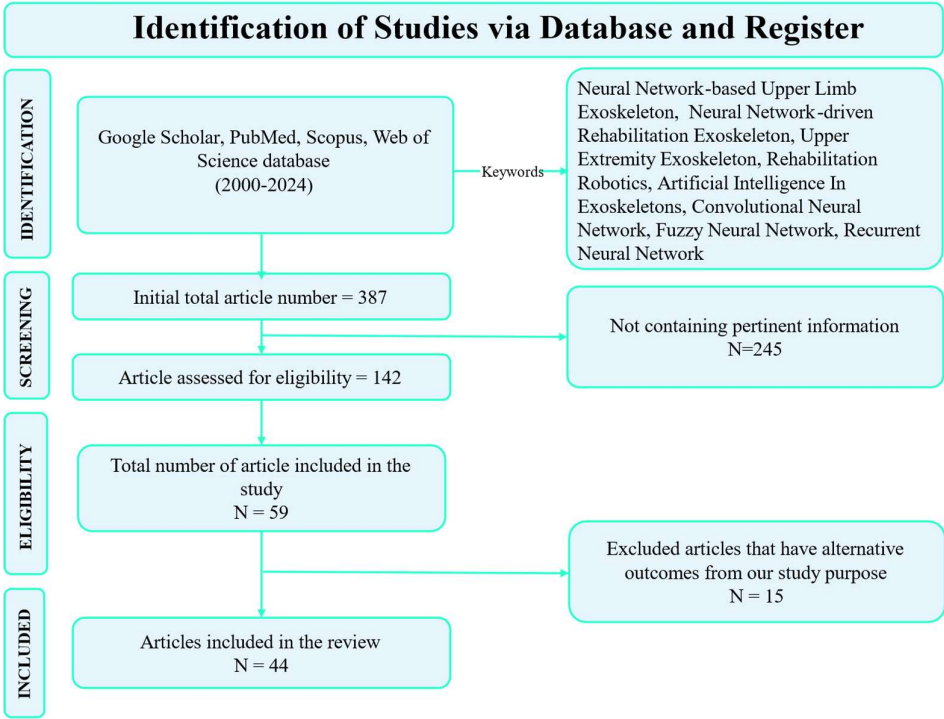 Identification of Studies via Database and Register
IDENTIFICATION
Google Scholar, PubMed, Scopus, Web of
Science database
(2000-2024)
Keywords
Neural Network-based Upper Limb
Exoskeleton, Neural Network-driven
Rehabilitation Exoskeleton, Upper
Extremity Exoskeleton, Rehabilitation
Robotics, Artificial Intelligence In
Exoskeletons, Convolutional Neural
Network, Fuzzy Neural Network, Recurrent
Neural Network
SCREENING
Initial total article number = 387
Not containing pertinent information
N=245
Article assessed for eligibility = 142
ELIGIBILITY
Total number of article included in the
study
N = 59
Excluded articles that have alternative
outcomes from our study purpose
N = 15
INCLUDED
Articles included in the review
N = 44